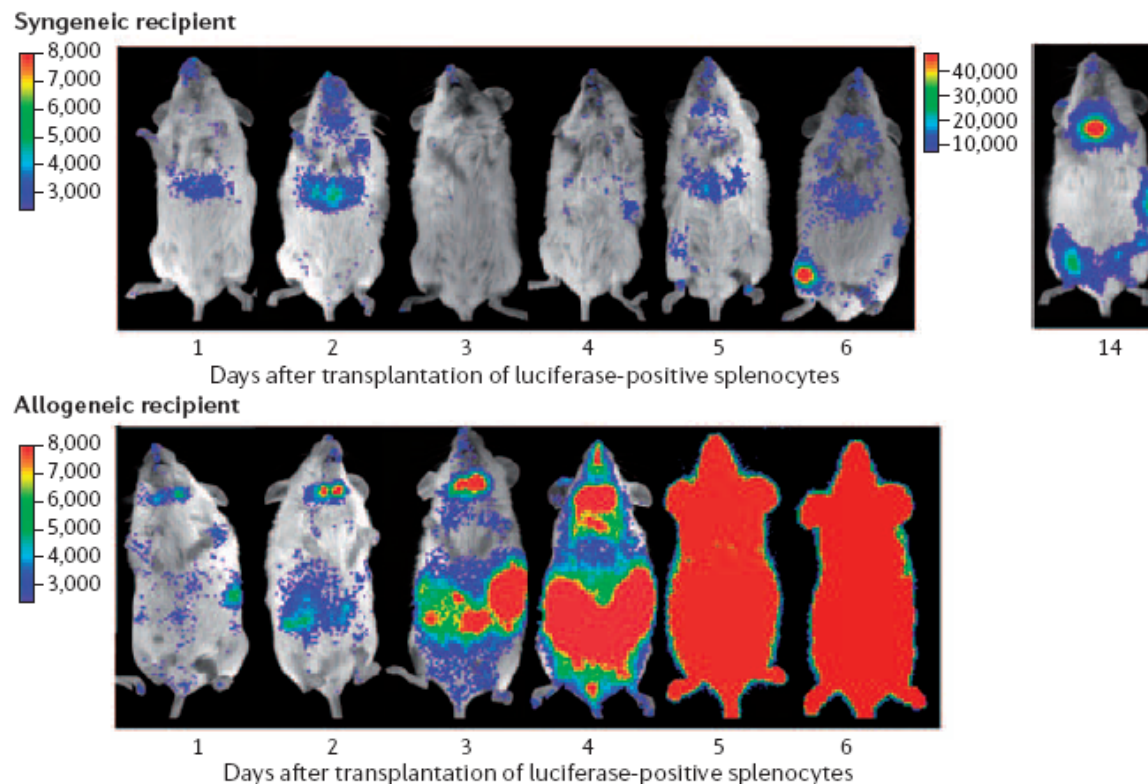 Syngeneic recipient
8,000
7,000
6,000
5,000
4,000
3,000
40,000
30,000
20,000
10,000
1 2 3 4 5 6 14
Days after transplantation of luciferase-positive splenocytes
Allogeneic recipient
8,000
7,000
6,000
5,000
4,000
3,000
1 2 3 4 5 6
Days after transplantation of luciferase-positive splenocytes